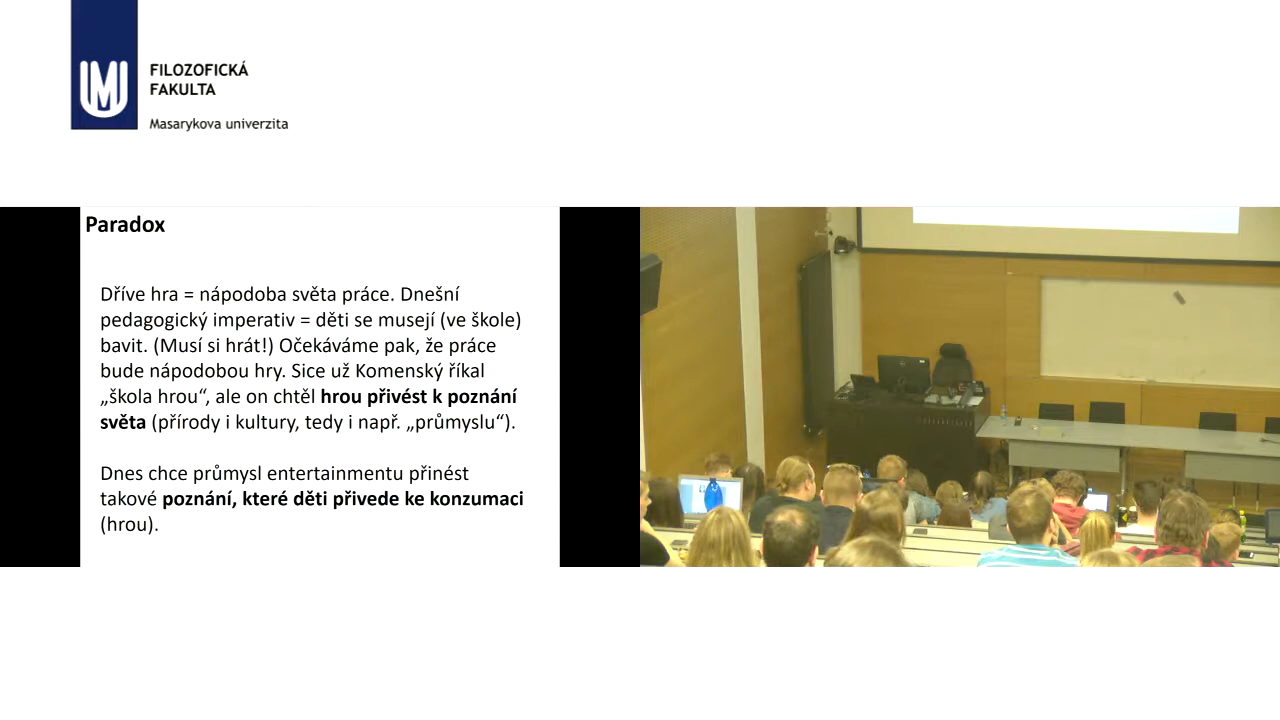 FILOZOFICKÁ
FAKULTA
Masarykova univerzita
Paradox
Dříve hra = nápodoba světa práce. Dnešní
pedagogický imperativ = děti se musejí (ve škole)
bavit. (Musí si hrát!) Očekáváme pak, že práce
bude nápodobou hry. Sice už Komenský říkal
„škola hrou“, ale on chtěl hrou přivést k poznání
světa (přírody i kultury, tedy i např. „průmyslu“).
Dnes chce průmysl entertainmentu přinést
takové poznání, které děti přivede ke konzumaci
(hrou).